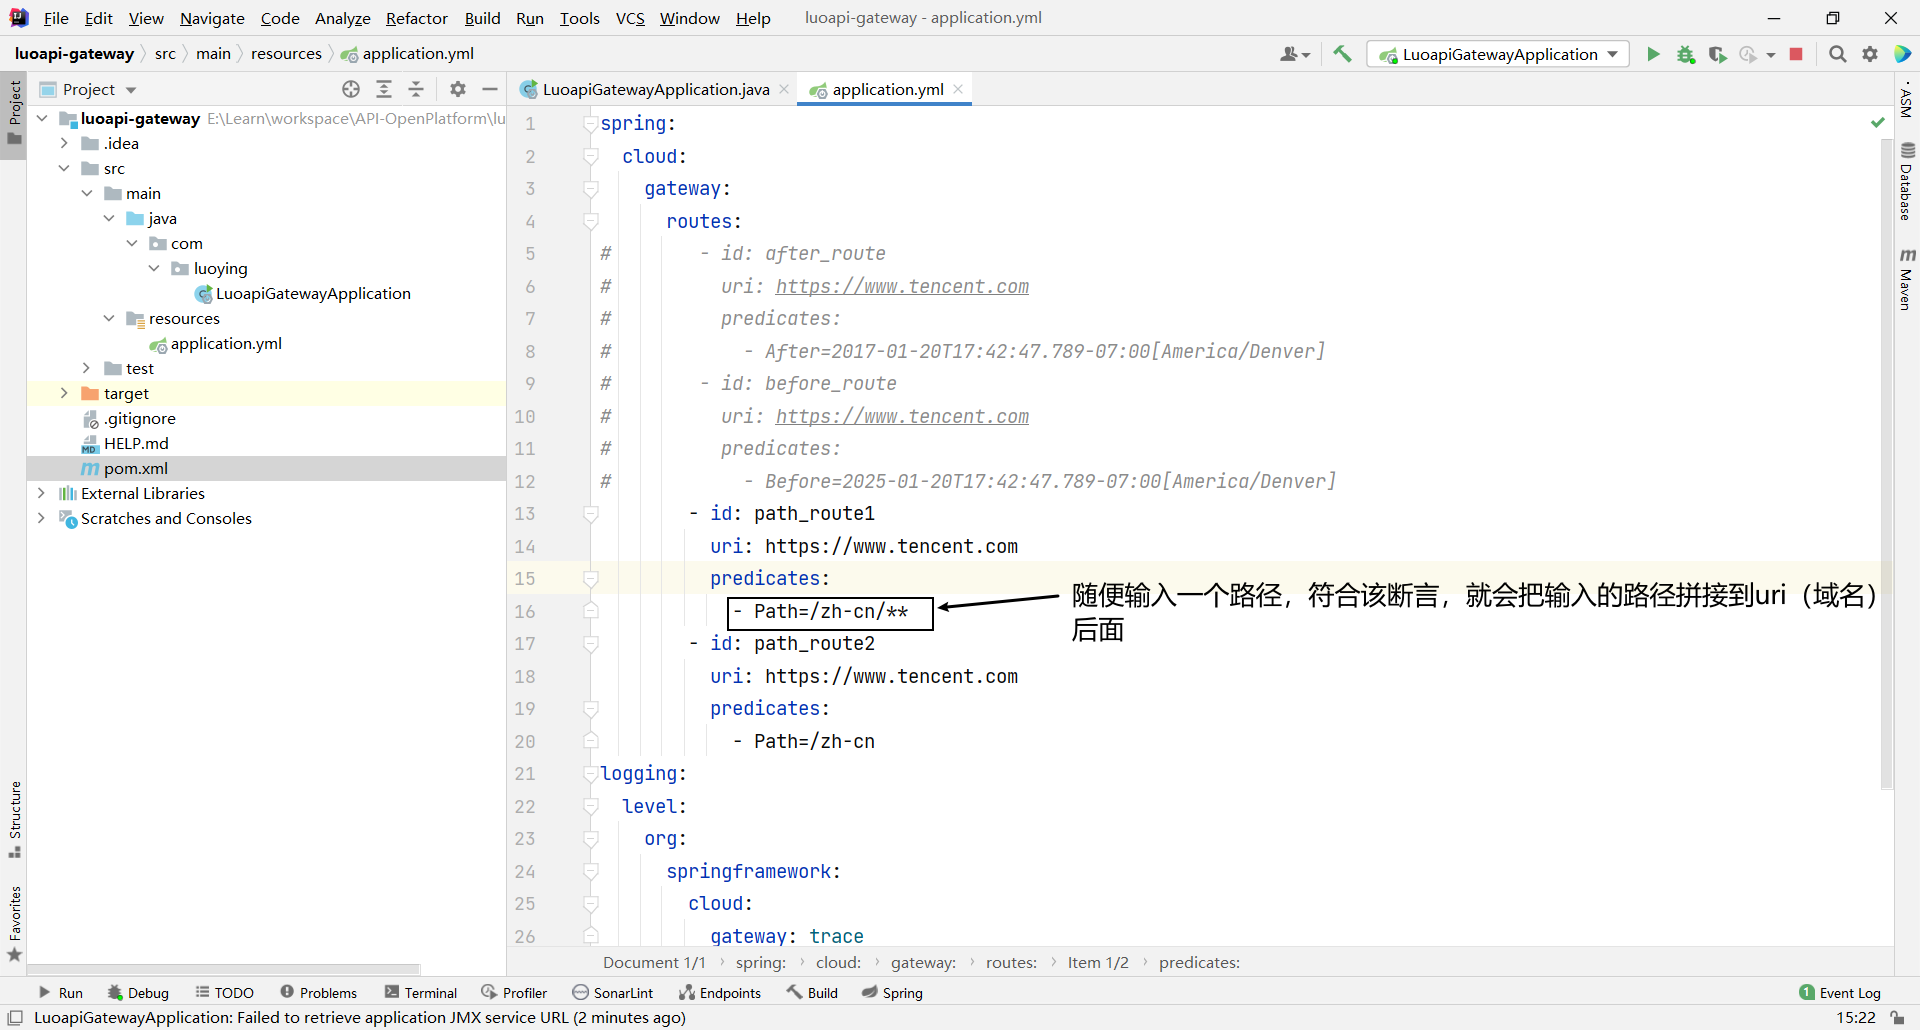 File Edit View Navigate Code Analyze Refactor Build Run Tools VCS Window Help luoapi-gateway - application.yml
luoapi-gateway src main resources application.yml
LuoapiGatewayApplication
Project
LuoapiGatewayApplication.java
application.yml
Project
luoapi-gateway E:\Learn\workspace\API-OpenPlatform\lu
.idea
src
main
java
com
luoying
LuoapiGatewayApplication
resources
application.yml
test
target
.gitignore
HELP.md
pom.xml
External Libraries
Scratches and Consoles
Structure
Favorites
1 spring:
2 cloud:
3 gateway:
4 routes:
5 # - id: after_route
6 # uri: https://www.tencent.com
7 # predicates:
8 # - After=2017-01-20T17:42:47.789-07:00[America/Denver]
9 # - id: before_route
10 # uri: https://www.tencent.com
11 # predicates:
12 # - Before=2025-01-20T17:42:47.789-07:00[America/Denver]
13 - id: path_route1
14 uri: https://www.tencent.com
15 predicates:
16 - Path=/zh-cn/**
随便输入一个路径，符合该断言，就会把输入的路径拼接到uri（域名）
后面
17 - id: path_route2
18 uri: https://www.tencent.com
19 predicates:
20 - Path=/zh-cn
21 logging:
22 level:
23 org:
24 springframework:
25 cloud:
26 gateway: trace
ASM
Database
Maven
Document 1/1 spring: cloud: gateway: routes: Item 1/2 predicates:
Run Debug TODO Problems Terminal Profiler SonarLint Endpoints Build Spring 1 Event Log
LuoapiGatewayApplication: Failed to retrieve application JMX service URL (2 minutes ago) 15:22